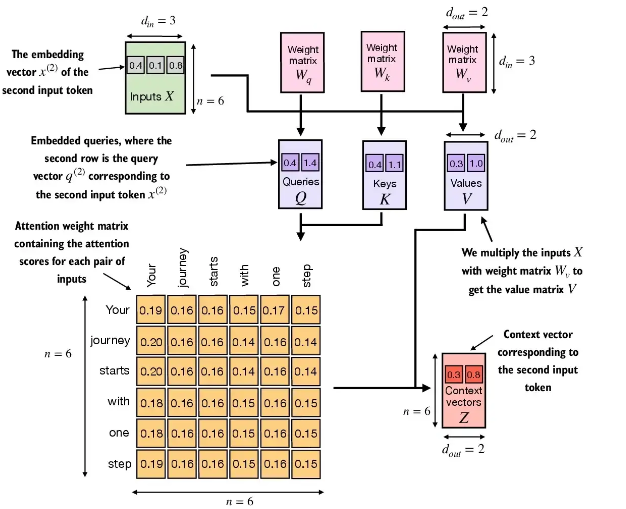 d_in = 3
d_out = 2
The embedding
vector x^(2) of the
second input token
0.4 0.1 0.8
Inputs X
n = 6
Weight
matrix
W_q
Weight
matrix
W_k
Weight
matrix
W_v
d_in = 3
Embedded queries, where the
second row is the query
vector q^(2) corresponding to
the second input token x^(2)
0.4 1.4
Queries
Q
0.4 1.1
Keys
K
0.3 1.0
Values
V
d_out = 2
Attention weight matrix
containing the attention
scores for each pair of
inputs
We multiply the inputs X
with weight matrix W_v to
get the value matrix V
Your journey starts with one step
Your 0.19 0.16 0.16 0.15 0.17 0.15
journey 0.20 0.16 0.16 0.14 0.16 0.14
starts 0.20 0.16 0.16 0.14 0.16 0.14
with 0.18 0.16 0.16 0.15 0.16 0.15
one 0.18 0.16 0.16 0.15 0.16 0.15
step 0.19 0.16 0.16 0.15 0.16 0.15
n = 6
n = 6
Context vector
corresponding to
the second input
token
0.3 0.8
Context
vectors
Z
n = 6
d_out = 2